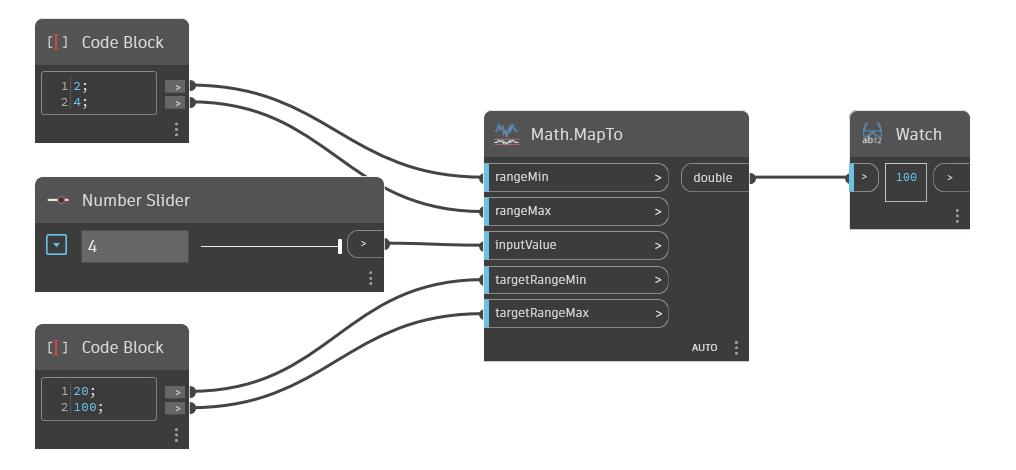 Code Block
1 2;
2 4;
Number Slider
4
Code Block
1 20;
2 100;
Math.MapTo
rangeMin >
rangeMax >
inputValue >
targetRangeMin >
targetRangeMax >
double
AUTO
Watch
ab12
> 100 >